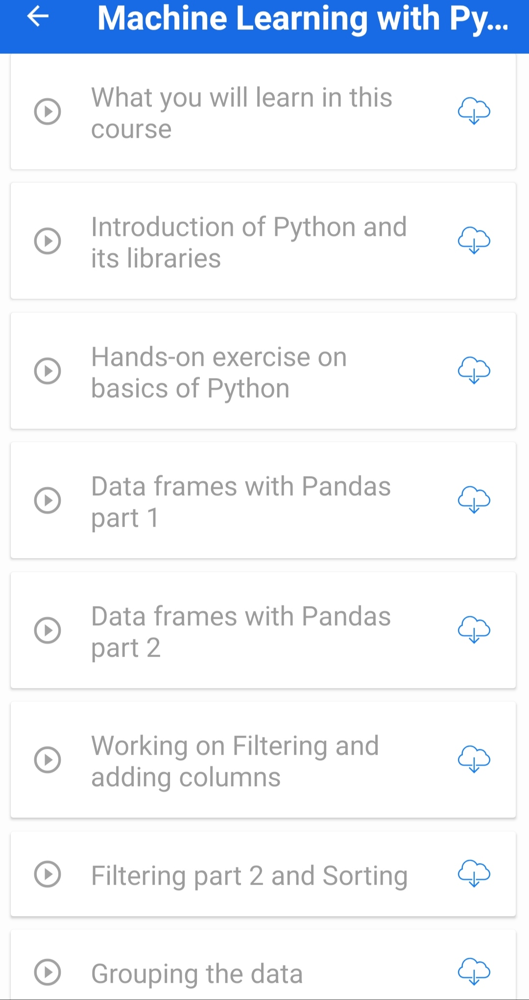 Machine Learning with Py...
What you will learn in this
course
Introduction of Python and
its libraries
Hands-on exercise on
basics of Python
Data frames with Pandas
part 1
Data frames with Pandas
part 2
Working on Filtering and
adding columns
Filtering part 2 and Sorting
Grouping the data